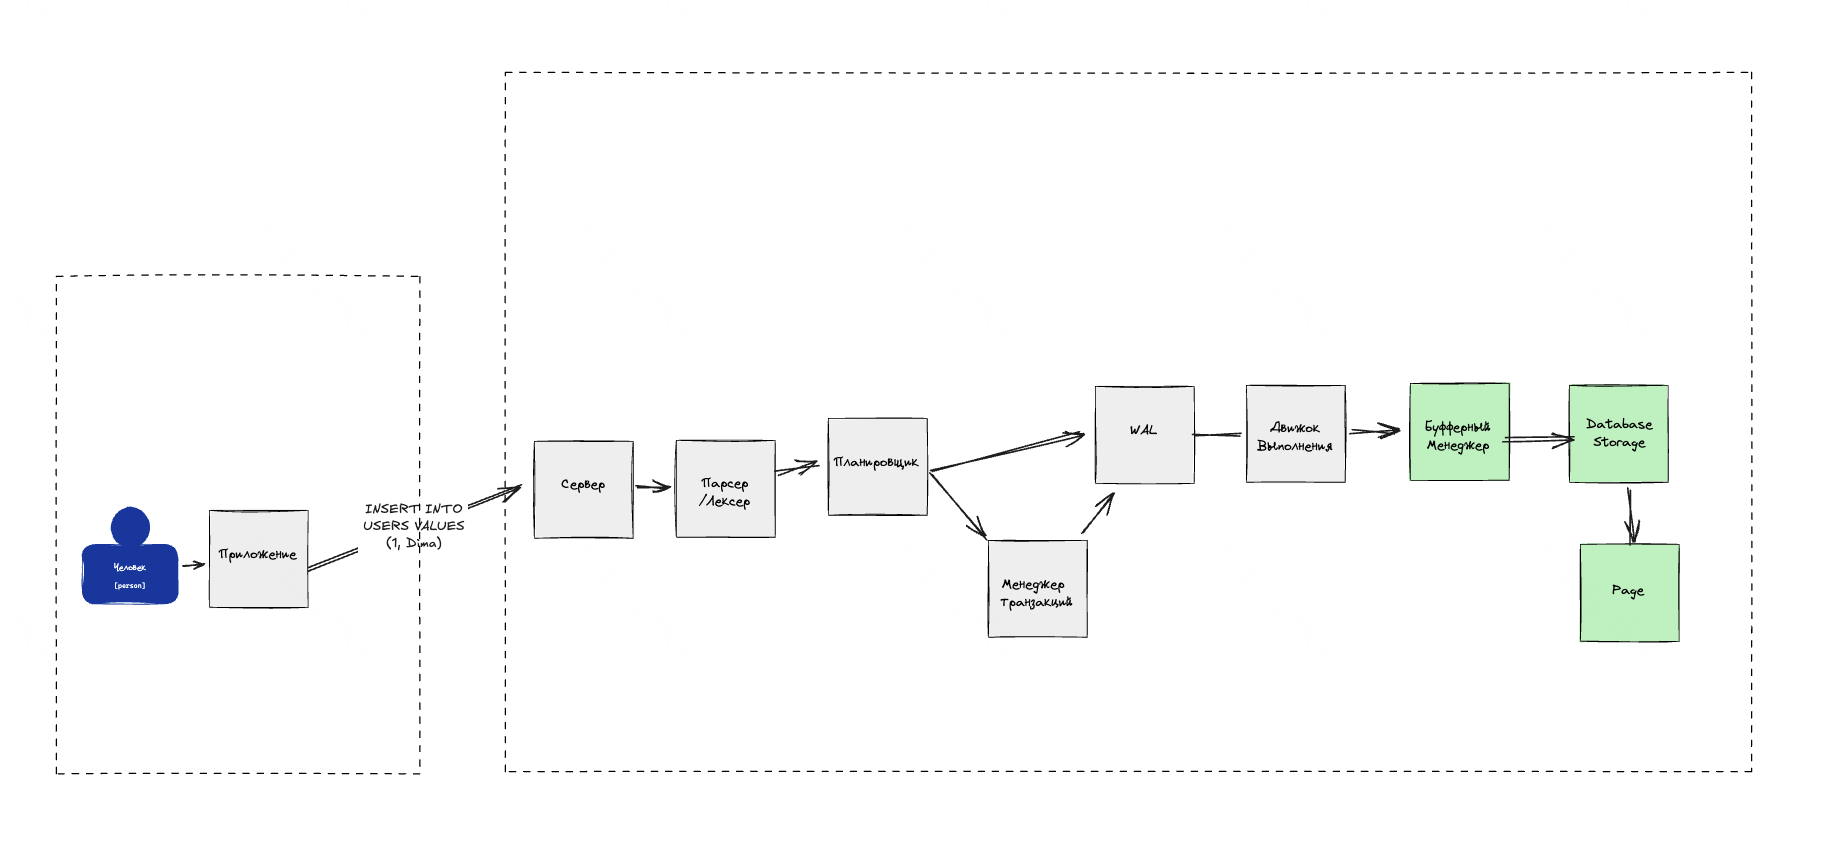 Человек
[person]
Приложение
INSERT INTO
USERS VALUES
(1, Dima)
Сервер
Парсер
/Лексер
Планировщик
Менеджер
транзакций
WAL
Движок
Выполнения
Буфферный
Менеджер
Database
Storage
Page